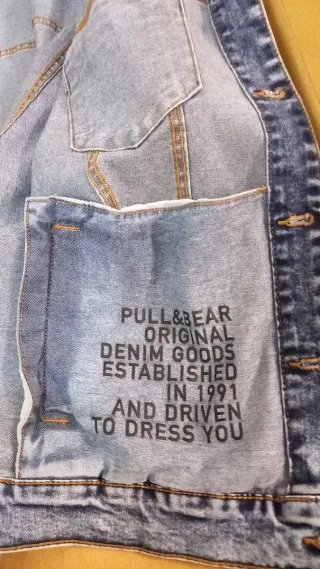 PULL&BEAR
ORIGINAL
DENIM GOODS
ESTABLISHED
IN 1991
AND DRIVEN
TO DRESS YOU